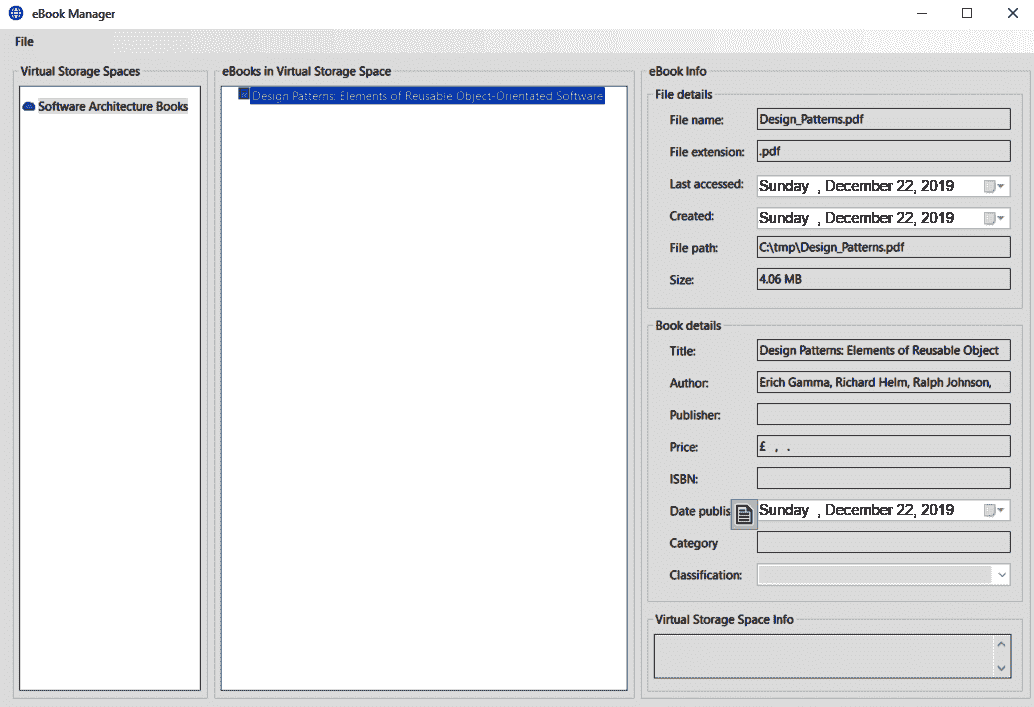 eBook Manager
File
Virtual Storage Spaces
Software Architecture Books
eBooks in Virtual Storage Space
Design Patterns: Elements of Reusable Object-Orientated Software
eBook Info
File details
File name: Design_Patterns.pdf
File extension: .pdf
Last accessed: Sunday , December 22, 2019
Created: Sunday , December 22, 2019
File path: C:\tmp\Design_Patterns.pdf
Size: 4.06 MB
Book details
Title: Design Patterns: Elements of Reusable Object
Author: Erich Gamma, Richard Helm, Ralph Johnson,
Publisher:
Price: £ , .
ISBN:
Date publis Sunday , December 22, 2019
Category
Classification:
Virtual Storage Space Info